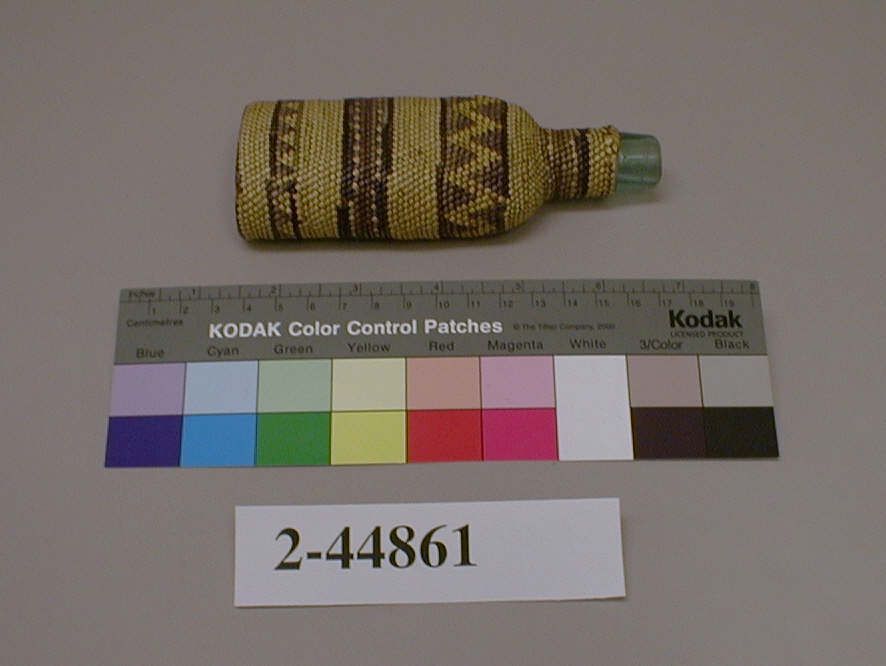 Inches 1 2 3 4 5 6 7 8
Centimetres 1 2 3 4 5 6 7 8 9 10 11 12 13 14 15 16 17 18 19
KODAK Color Control Patches © The Tiffen Company, 2000 Kodak
LICENSED PRODUCT
Blue Cyan Green Yellow Red Magenta White 3/Color Black
2-44861